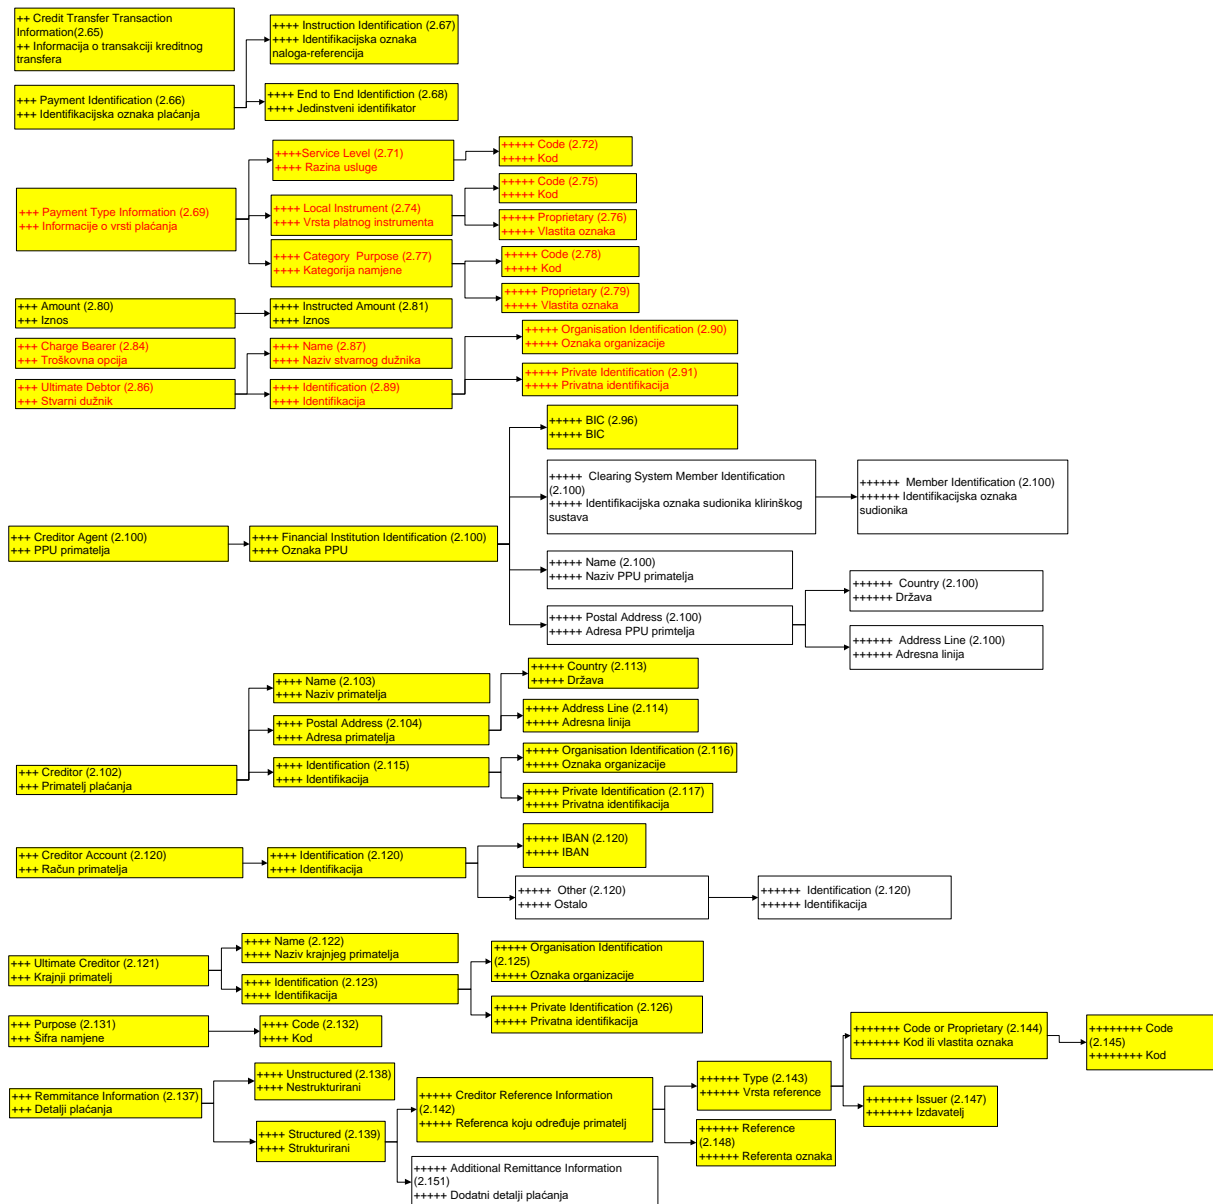 ++ Credit Transfer Transaction
Information(2.65)
++ Informacija o transakciji kreditnog
transfera
++++ Instruction Identification (2.67)
++++ Identifikacijska oznaka
naloga-referencija
+++ Payment Identification (2.66)
+++ Identifikacijska oznaka plaćanja
++++ End to End Identifiction (2.68)
++++ Jedinstveni identifikator
+++ Payment Type Information (2.69)
+++ Informacije o vrsti plaćanja
++++Service Level (2.71)
++++ Razina usluge
+++++ Code (2.72)
+++++ Kod
++++ Local Instrument (2.74)
++++ Vrsta platnog instrumenta
+++++ Code (2.75)
+++++ Kod
+++++ Proprietary (2.76)
+++++ Vlastita oznaka
++++ Category  Purpose (2.77)
++++ Kategorija namjene
+++++ Code (2.78)
+++++ Kod
+++++ Proprietary (2.79)
+++++ Vlastita oznaka
+++ Amount (2.80)
+++ Iznos
++++ Instructed Amount (2.81)
++++ Iznos
+++ Charge Bearer (2.84)
+++ Troškovna opcija
+++ Ultimate Debtor (2.86)
+++ Stvarni dužnik
++++ Name (2.87)
++++ Naziv stvarnog dužnika
++++ Identification (2.89)
++++ Identifikacija
+++++ Organisation Identification (2.90)
+++++ Oznaka organizacije
+++++ Private Identification (2.91)
+++++ Privatna identifikacija
+++ Creditor Agent (2.100)
+++ PPU primatelja
++++ Financial Institution Identification (2.100)
++++ Oznaka PPU
+++++ BIC (2.96)
+++++ BIC
+++++  Clearing System Member Identification
(2.100)
+++++ Identifikacijska oznaka sudionika klirinškog
sustava
++++++  Member Identification (2.100)
++++++ Identifikacijska oznaka
sudionika
+++++ Name (2.100)
+++++ Naziv PPU primatelja
+++++ Postal Address (2.100)
+++++ Adresa PPU primtelja
++++++  Country (2.100)
++++++ Država
++++++  Address Line (2.100)
++++++ Adresna linija
+++ Creditor (2.102)
+++ Primatelj plaćanja
++++ Name (2.103)
++++ Naziv primatelja
++++ Postal Address (2.104)
++++ Adresa primatelja
+++++ Country (2.113)
+++++ Država
+++++ Address Line (2.114)
+++++ Adresna linija
++++ Identification (2.115)
++++ Identifikacija
+++++ Organisation Identification (2.116)
+++++ Oznaka organizacije
+++++ Private Identification (2.117)
+++++ Privatna identifikacija
+++ Creditor Account (2.120)
+++ Račun primatelja
++++ Identification (2.120)
++++ Identifikacija
+++++ IBAN (2.120)
+++++ IBAN
+++++  Other (2.120)
+++++ Ostalo
++++++  Identification (2.120)
++++++ Identifikacija
+++ Ultimate Creditor (2.121)
+++ Krajnji primatelj
++++ Name (2.122)
++++ Naziv krajnjeg primatelja
++++ Identification (2.123)
++++ Identifikacija
+++++ Organisation Identification
(2.125)
+++++ Oznaka organizacije
+++++ Private Identification (2.126)
+++++ Privatna identifikacija
+++ Purpose (2.131)
+++ Šifra namjene
++++ Code (2.132)
++++ Kod
+++ Remmitance Information (2.137)
+++ Detalji plaćanja
++++ Unstructured (2.138)
++++ Nestrukturirani
++++ Structured (2.139)
++++ Strukturirani
+++++ Creditor Reference Information
(2.142)
+++++ Referenca koju određuje primatelj
++++++ Type (2.143)
++++++ Vrsta reference
+++++++ Code or Proprietary (2.144)
+++++++ Kod ili vlastita oznaka
++++++++ Code
(2.145)
++++++++ Kod
+++++++ Issuer (2.147)
+++++++ Izdavatelj
++++++ Reference
(2.148)
++++++ Referenta oznaka
+++++ Additional Remittance Information
(2.151)
+++++ Dodatni detalji plaćanja